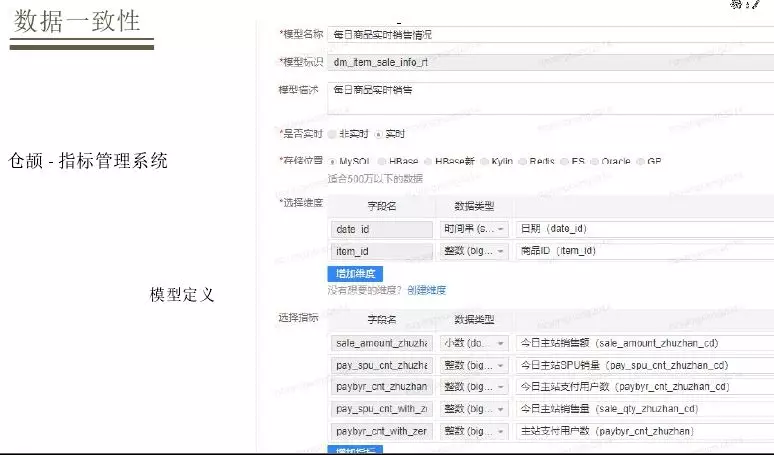 数据一致性
仓颉 - 指标管理系统
模型定义
*模型名称 每日商品实时销售情况
*模型标识 dm_item_sale_info_rt
模型描述 每日商品实时销售
*是否实时 非实时 实时
*存储位置 MySQL HBase HBase新 Kylin Redis ES Oracle GP
适合500万以下的数据
*选择维度 字段名 数据类型
date_id 时间串 (s... 日期（date_id）
item_id 整数 (big... 商品ID（item_id）
增加维度
没有想要的维度？创建维度
选择指标 字段名 数据类型
sale_amount_zhuzha 小数 (do... 今日主站销售额（sale_amount_zhuzhan_cd）
pay_spu_cnt_zhuzha 整数 (big... 今日主站SPU销量（pay_spu_cnt_zhuzhan_cd）
paybyr_cnt_zhuzhan 整数 (big... 今日主站支付用户数（paybyr_cnt_zhuzhan_cd）
pay_spu_cnt_with_zı 整数 (big... 今日主站销售量（sale_qty_zhuzhan_cd）
paybyr_cnt_with_zer 整数 (big... 主站支付用户数（paybyr_cnt_zhuzhan）
增加指标